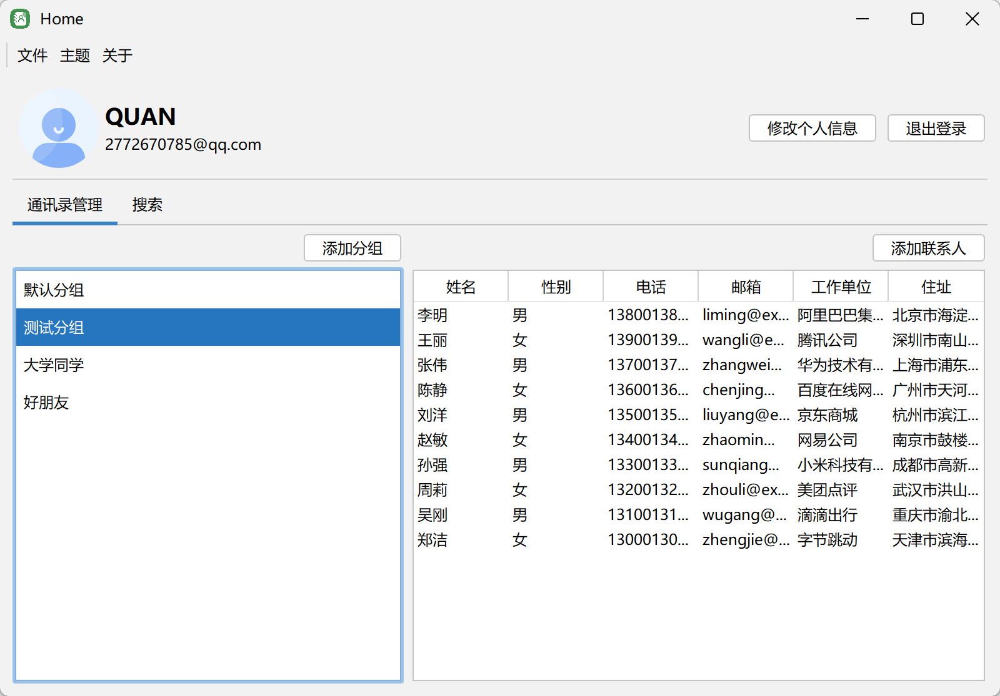 Home
文件 主题 关于
QUAN
2772670785@qq.com
修改个人信息 退出登录
通讯录管理 搜索
添加分组 添加联系人
默认分组
测试分组
大学同学
好朋友
姓名 性别 电话 邮箱 工作单位 住址
李明 男 13800138... liming@ex... 阿里巴巴集... 北京市海淀...
王丽 女 13900139... wangli@e... 腾讯公司 深圳市南山...
张伟 男 13700137... zhangwei... 华为技术有... 上海市浦东...
陈静 女 13600136... chenjing... 百度在线网... 广州市天河...
刘洋 男 13500135... liuyang@e... 京东商城 杭州市滨江...
赵敏 女 13400134... zhaomin... 网易公司 南京市鼓楼...
孙强 男 13300133... sunqiang... 小米科技有... 成都市高新...
周莉 女 13200132... zhouli@ex... 美团点评 武汉市洪山...
吴刚 男 13100131... wugang@... 滴滴出行 重庆市渝北...
郑洁 女 13000130... zhengjie@... 字节跳动 天津市滨海...